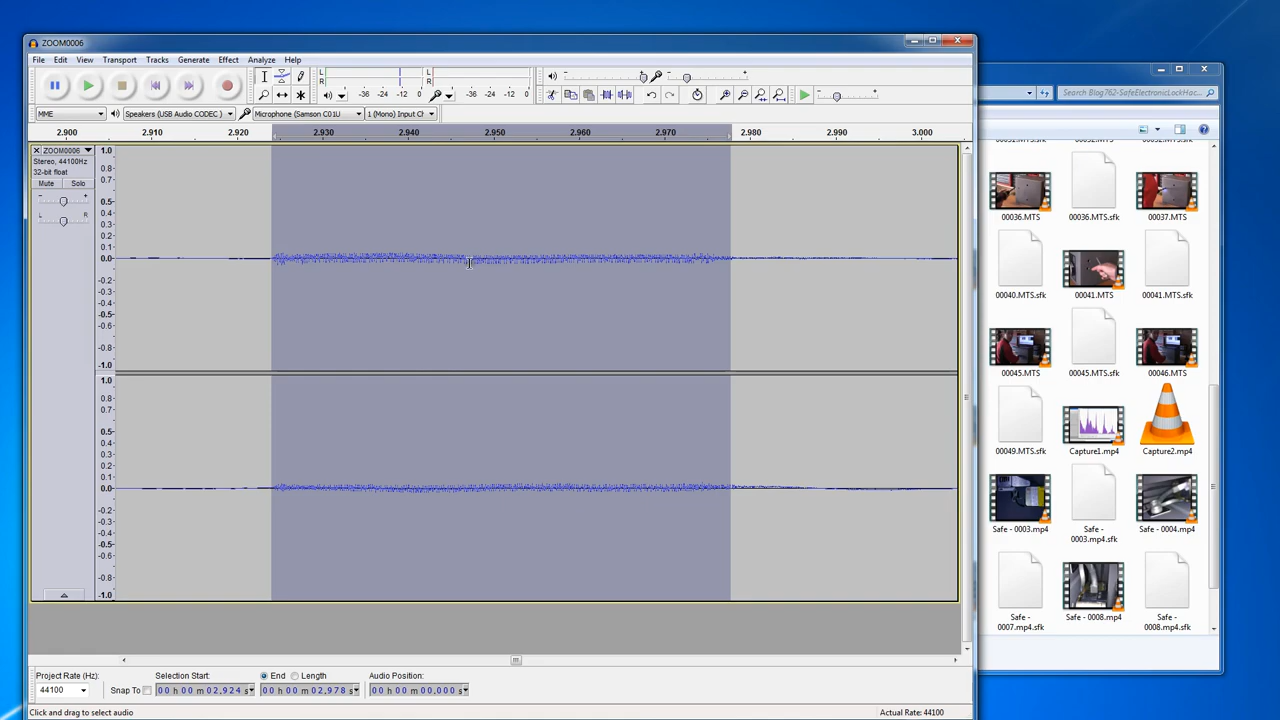 ZOOM0006
File Edit View Transport Tracks Generate Effect Analyze Help
L
R
-36 -24 -12 0
L
R
-36 -24 -12 0
MME
Speakers (USB Audio CODEC )
Microphone (Samson C01U
1 (Mono) Input Ch
2.900 2.910 2.920 2.930 2.940 2.950 2.960 2.970 2.980 2.990 3.000
ZOOM0006
Stereo, 44100Hz
32-bit float
Mute Solo
- +
L R
1.0
0.8
0.7
0.5
0.4
0.3
0.2
0.1
0.0
-0.2
-0.3
-0.4
-0.5
-0.6
-0.8
-1.0
1.0
0.8
0.7
0.5
0.4
0.3
0.2
0.1
0.0
-0.2
-0.3
-0.4
-0.5
-0.6
-0.8
-1.0
Project Rate (Hz):
44100
Snap To
Selection Start:
00 h 00 m 02,924 s
End Length
00 h 00 m 02,978 s
Audio Position:
00 h 00 m 00,000 s
Click and drag to select audio
Actual Rate: 44100
Search Blog762-SafeElectronicLockHac...
00036.MTS
00036.MTS.sfk
00037.MTS
00040.MTS.sfk
00041.MTS
00041.MTS.sfk
00045.MTS
00045.MTS.sfk
00046.MTS
00049.MTS.sfk
Capture1.mp4
Capture2.mp4
Safe - 0003.mp4
Safe -
0003.mp4.sfk
Safe - 0004.mp4
Safe -
0007.mp4.sfk
Safe - 0008.mp4
Safe -
0008.mp4.sfk